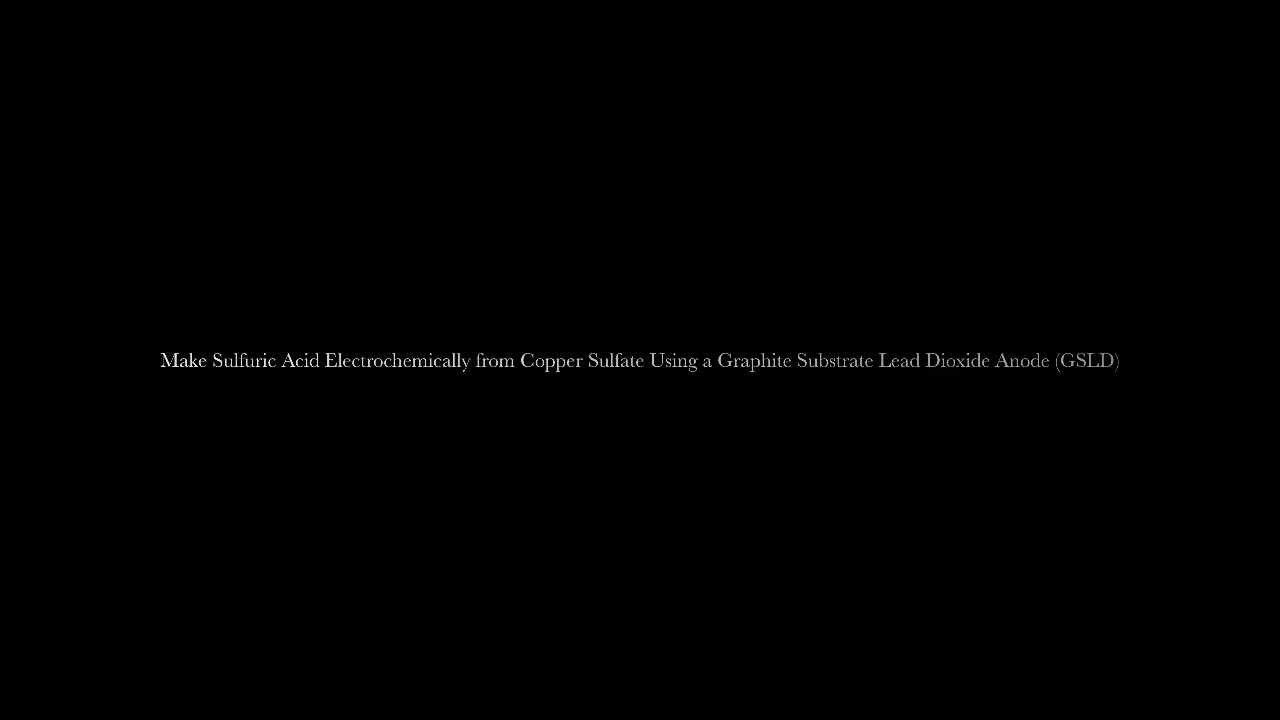 Make Sulfuric Acid Electrochemically from Copper Sulfate Using a Graphite Substrate Lead Dioxide Anode (GSLD)